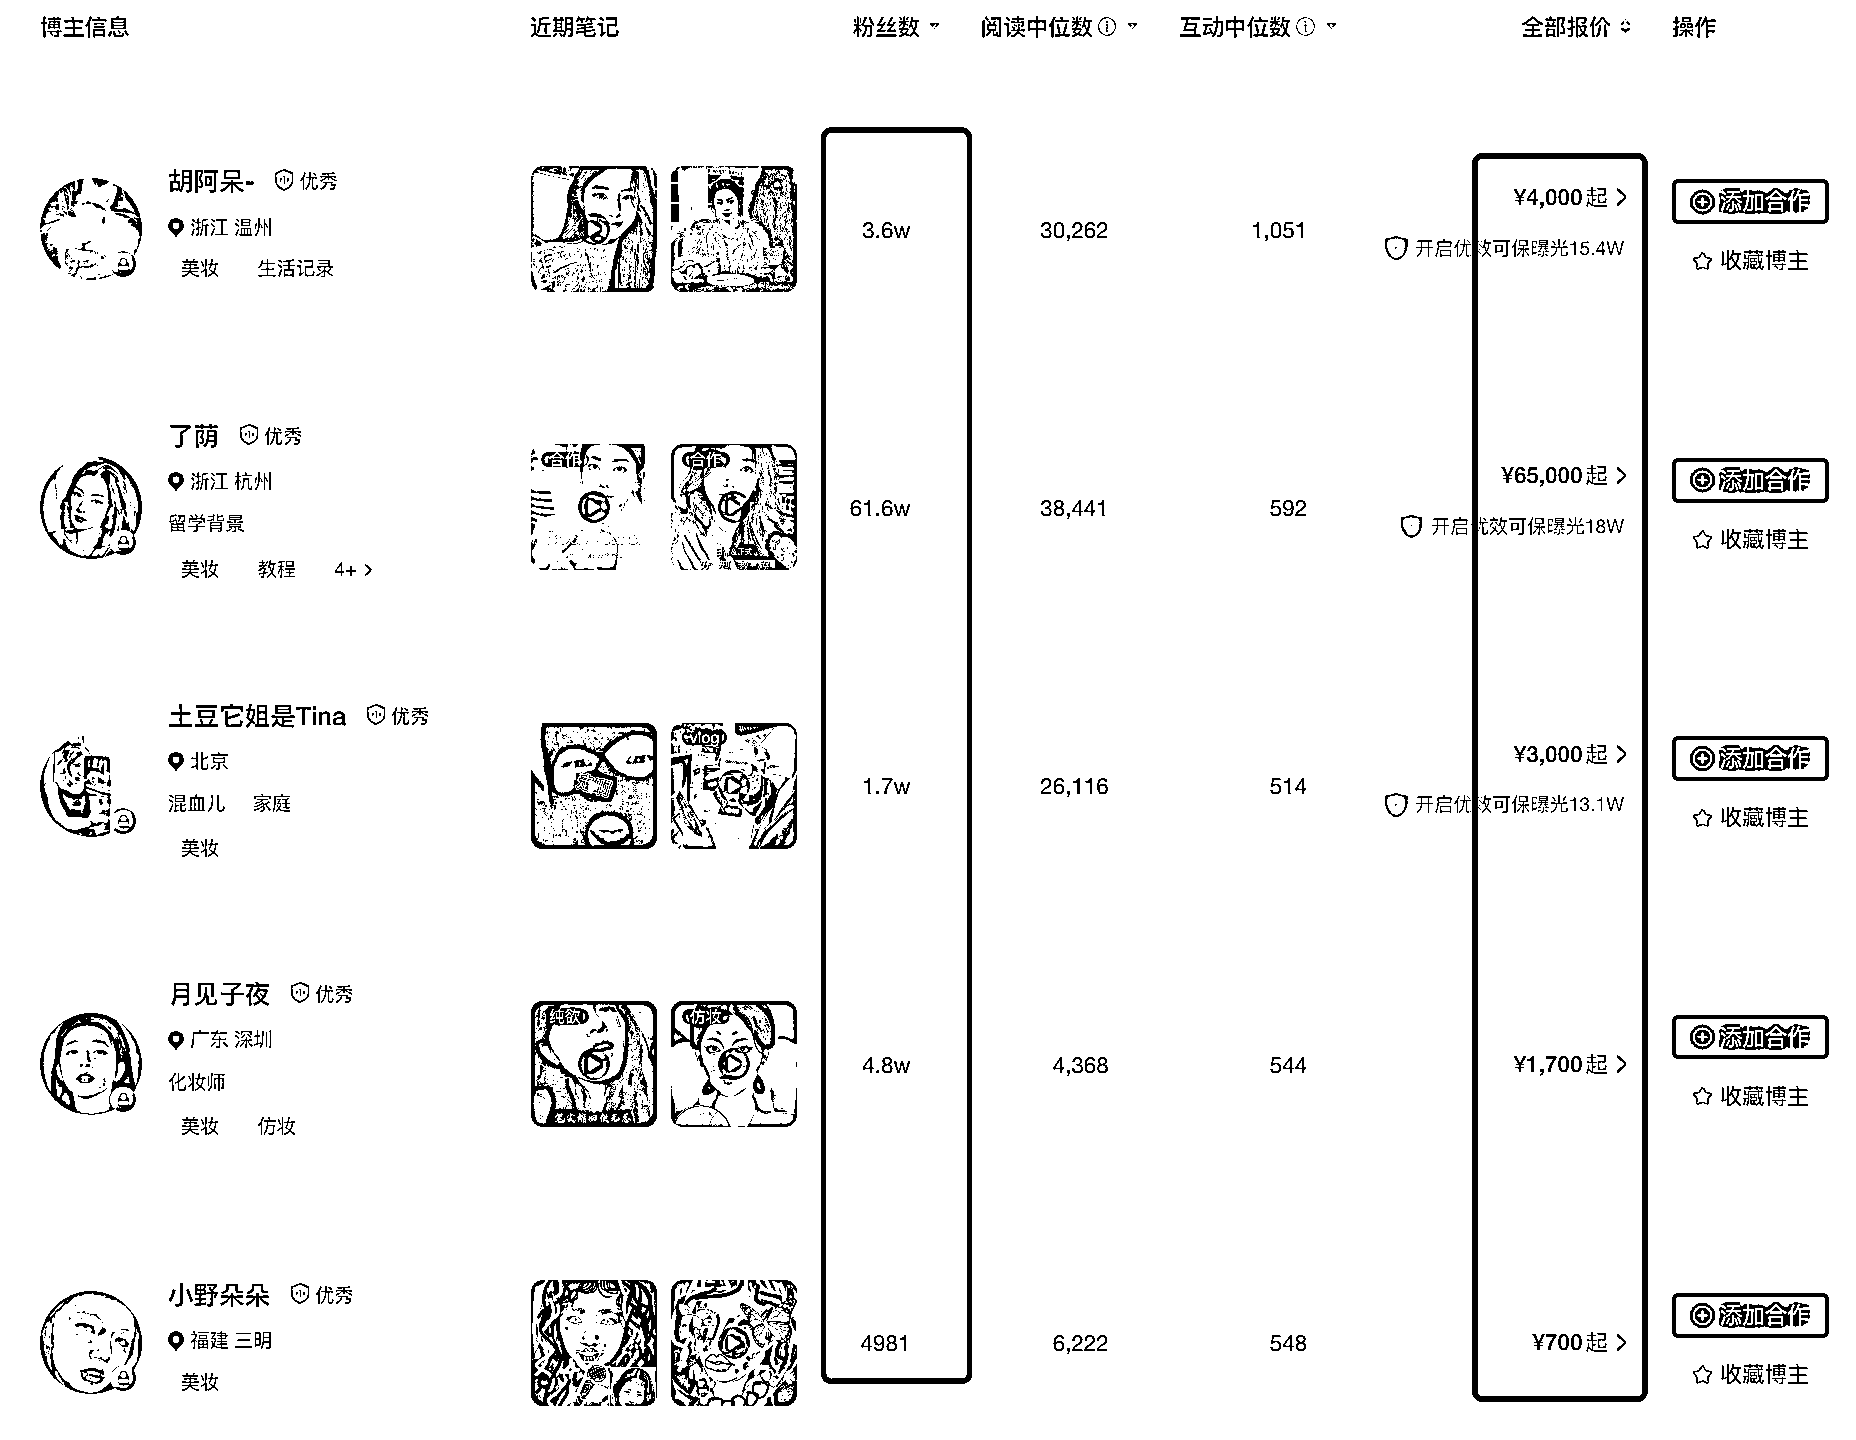 博主信息 近期笔记 粉丝数 阅读中位数 互动中位数 全部报价 操作
胡阿呆- 优秀
浙江 温州
美妆 生活记录
3.6w 30,262 1,051
¥4,000起
开启优效可保曝光15.4W
添加合作
收藏博主
了荫 优秀
浙江 杭州
留学背景
美妆 教程 4+
合作 合作
61.6w 38,441 592
¥65,000起
开启优效可保曝光18W
添加合作
收藏博主
土豆它姐是Tina 优秀
北京
混血儿 家庭
美妆
vlog
1.7w 26,116 514
¥3,000起
开启优效可保曝光13.1W
添加合作
收藏博主
月见子夜 优秀
广东 深圳
化妆师
美妆 仿妆
纯欲 仿妆
4.8w 4,368 544
¥1,700起
添加合作
收藏博主
小野朵朵 优秀
福建 三明
美妆
4981 6,222 548
¥700起
添加合作
收藏博主